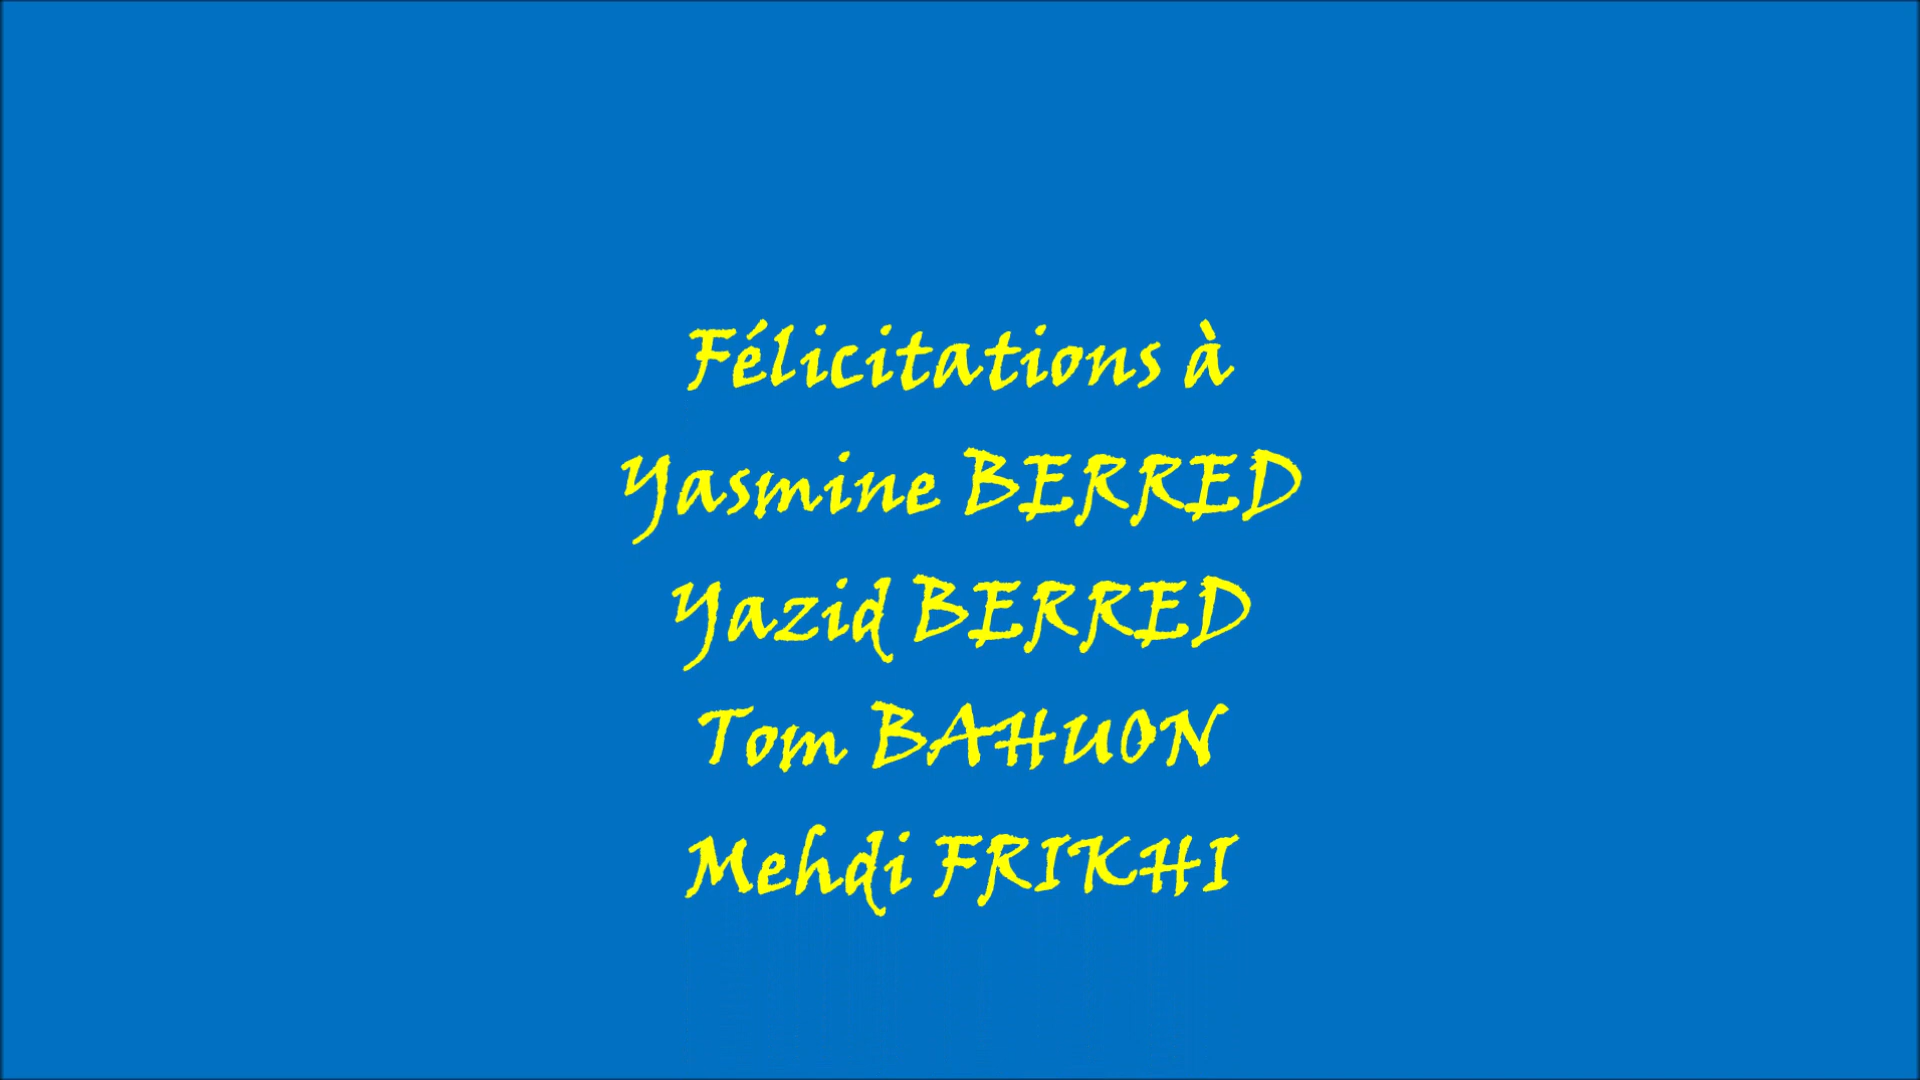 Félicitations à
Yasmine BERRED
Yazid BERRED
Tom BAHUON
Mehdi FRIKHI